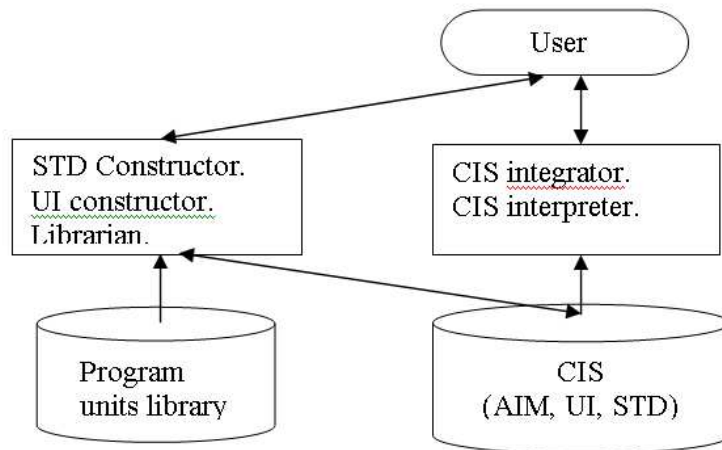 User
STD Constructor.
UI constructor.
Librarian.
CIS integrator.
CIS interpreter.
Program
units library
CIS
(AIM, UI, STD)